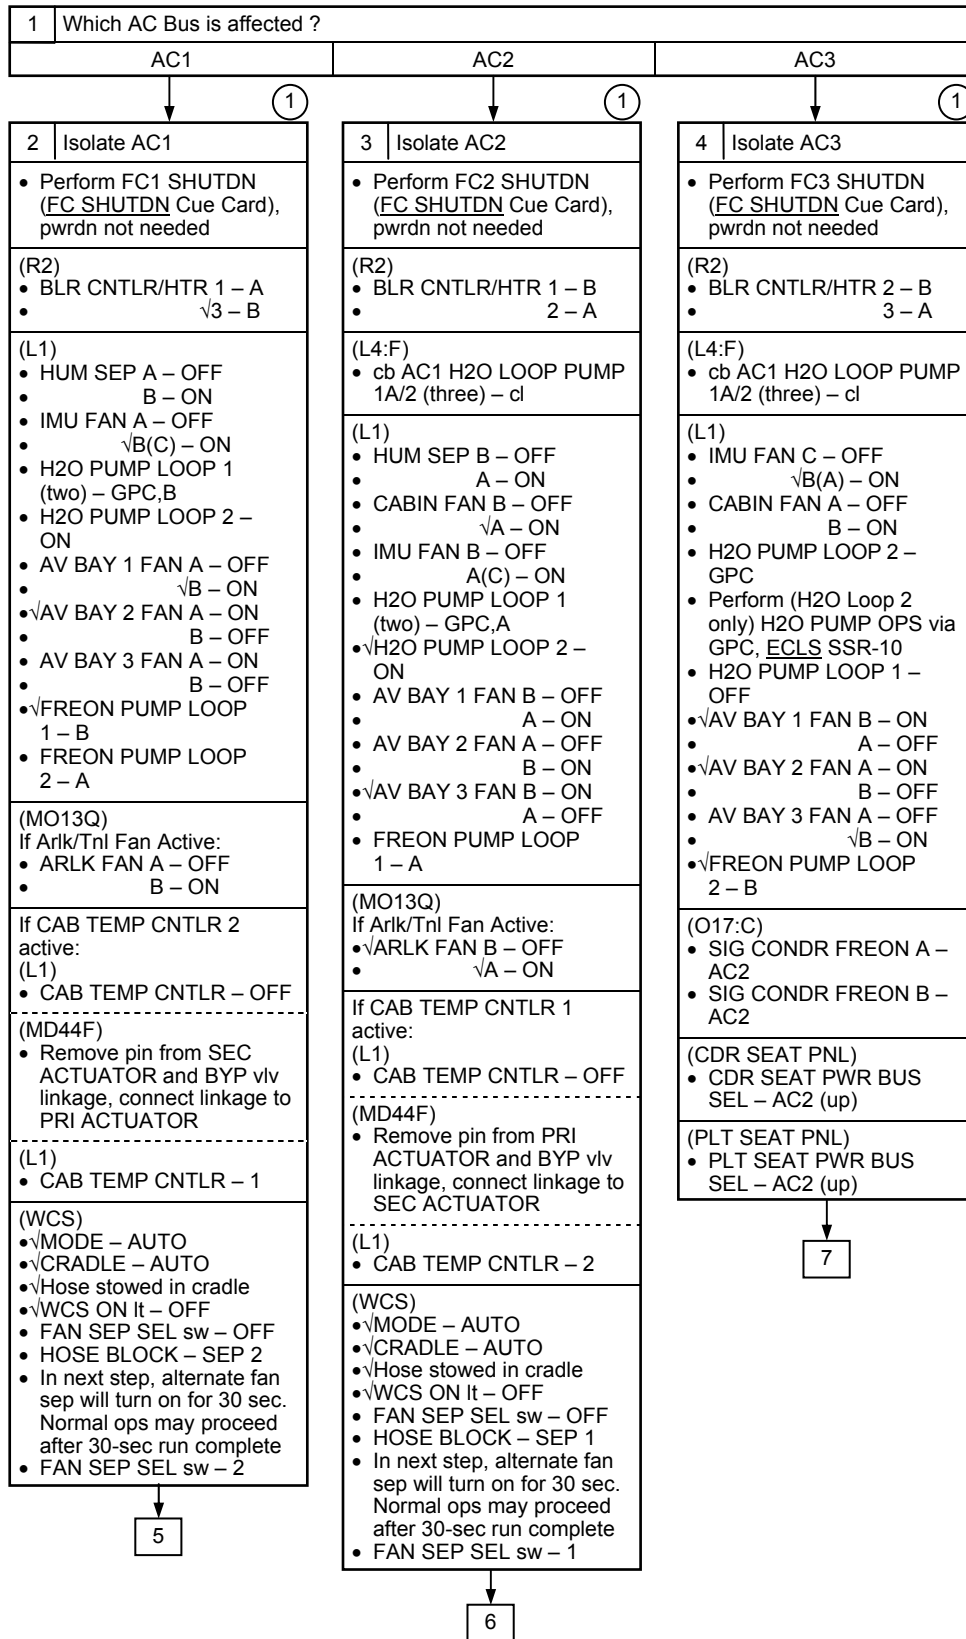 1 Which AC Bus is affected ?
AC1 AC2 AC3
1 1 1
2 Isolate AC1
• Perform FC1 SHUTDN
(FC SHUTDN Cue Card),
pwrdn not needed
(R2)
• BLR CNTLR/HTR 1 – A
• √3 – B
(L1)
• HUM SEP A – OFF
• B – ON
• IMU FAN A – OFF
• √B(C) – ON
• H2O PUMP LOOP 1
(two) – GPC,B
• H2O PUMP LOOP 2 –
ON
• AV BAY 1 FAN A – OFF
• √B – ON
•√AV BAY 2 FAN A – ON
• B – OFF
• AV BAY 3 FAN A – ON
• B – OFF
•√FREON PUMP LOOP
1 – B
• FREON PUMP LOOP
2 – A
(MO13Q)
If Arlk/Tnl Fan Active:
• ARLK FAN A – OFF
• B – ON
If CAB TEMP CNTLR 2
active:
(L1)
• CAB TEMP CNTLR – OFF
(MD44F)
• Remove pin from SEC
ACTUATOR and BYP vlv
linkage, connect linkage to
PRI ACTUATOR
(L1)
• CAB TEMP CNTLR – 1
(WCS)
•√MODE – AUTO
•√CRADLE – AUTO
•√Hose stowed in cradle
•√WCS ON lt – OFF
• FAN SEP SEL sw – OFF
• HOSE BLOCK – SEP 2
• In next step, alternate fan
sep will turn on for 30 sec.
Normal ops may proceed
after 30-sec run complete
• FAN SEP SEL sw – 2
5
3 Isolate AC2
• Perform FC2 SHUTDN
(FC SHUTDN Cue Card),
pwrdn not needed
(R2)
• BLR CNTLR/HTR 1 – B
• 2 – A
(L4:F)
• cb AC1 H2O LOOP PUMP
1A/2 (three) – cl
(L1)
• HUM SEP B – OFF
• A – ON
• CABIN FAN B – OFF
• √A – ON
• IMU FAN B – OFF
• A(C) – ON
• H2O PUMP LOOP 1
(two) – GPC,A
•√H2O PUMP LOOP 2 –
ON
• AV BAY 1 FAN B – OFF
• A – ON
• AV BAY 2 FAN A – OFF
• B – ON
•√AV BAY 3 FAN B – ON
• A – OFF
• FREON PUMP LOOP
1 – A
(MO13Q)
If Arlk/Tnl Fan Active:
•√ARLK FAN B – OFF
• √A – ON
If CAB TEMP CNTLR 1
active:
(L1)
• CAB TEMP CNTLR – OFF
(MD44F)
• Remove pin from PRI
ACTUATOR and BYP vlv
linkage, connect linkage to
SEC ACTUATOR
(L1)
• CAB TEMP CNTLR – 2
(WCS)
•√MODE – AUTO
•√CRADLE – AUTO
•√Hose stowed in cradle
•√WCS ON lt – OFF
• FAN SEP SEL sw – OFF
• HOSE BLOCK – SEP 1
• In next step, alternate fan
sep will turn on for 30 sec.
Normal ops may proceed
after 30-sec run complete
• FAN SEP SEL sw – 1
6
4 Isolate AC3
• Perform FC3 SHUTDN
(FC SHUTDN Cue Card),
pwrdn not needed
(R2)
• BLR CNTLR/HTR 2 – B
• 3 – A
(L4:F)
• cb AC1 H2O LOOP PUMP
1A/2 (three) – cl
(L1)
• IMU FAN C – OFF
• √B(A) – ON
• CABIN FAN A – OFF
• B – ON
• H2O PUMP LOOP 2 –
GPC
• Perform (H2O Loop 2
only) H2O PUMP OPS via
GPC, ECLS SSR-10
• H2O PUMP LOOP 1 –
OFF
•√AV BAY 1 FAN B – ON
• A – OFF
•√AV BAY 2 FAN A – ON
• B – OFF
• AV BAY 3 FAN A – OFF
• √B – ON
•√FREON PUMP LOOP
2 – B
(O17:C)
• SIG CONDR FREON A –
AC2
• SIG CONDR FREON B –
AC2
(CDR SEAT PNL)
• CDR SEAT PWR BUS
SEL – AC2 (up)
(PLT SEAT PNL)
• PLT SEAT PWR BUS
SEL – AC2 (up)
7